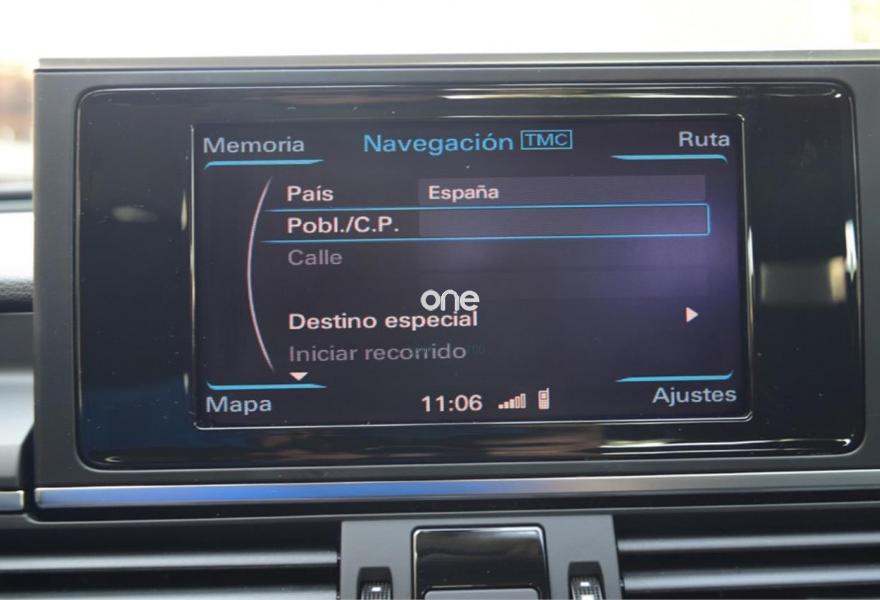 Memoria Navegación TMC Ruta
País España
Pobl./C.P.
Calle
one
Destino especial
Iniciar recorrido
Mapa 11:06 Ajustes